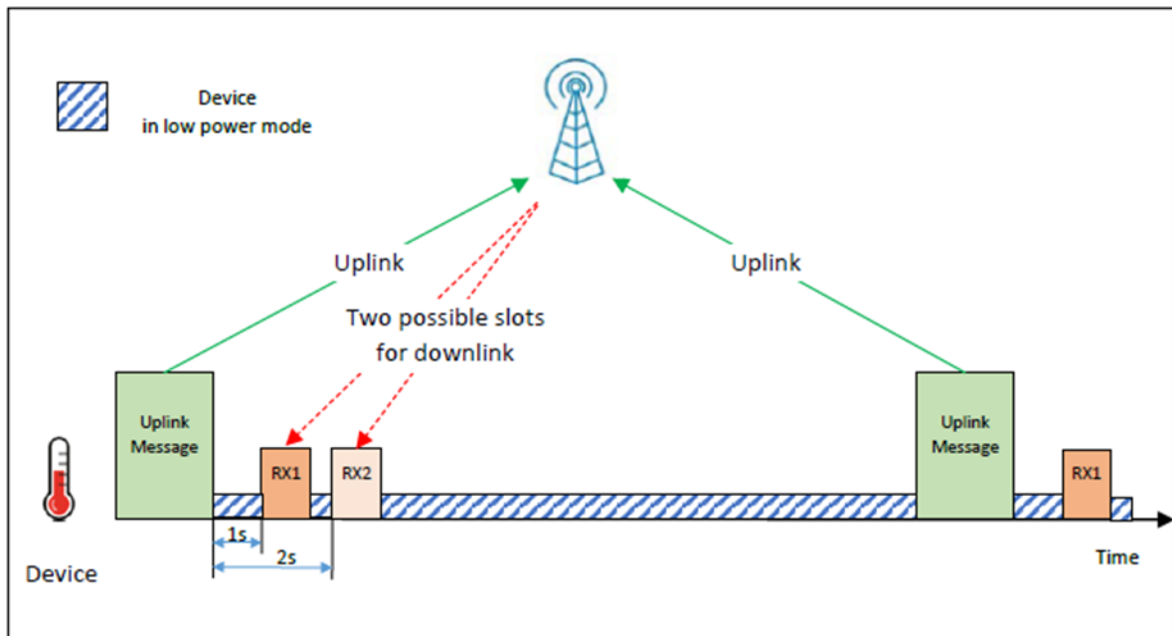 Device
in low power mode
Uplink
Uplink
Two possible slots
for downlink
Uplink
Message
RX1
RX2
Uplink
Message
RX1
1s
2s
Time
Device